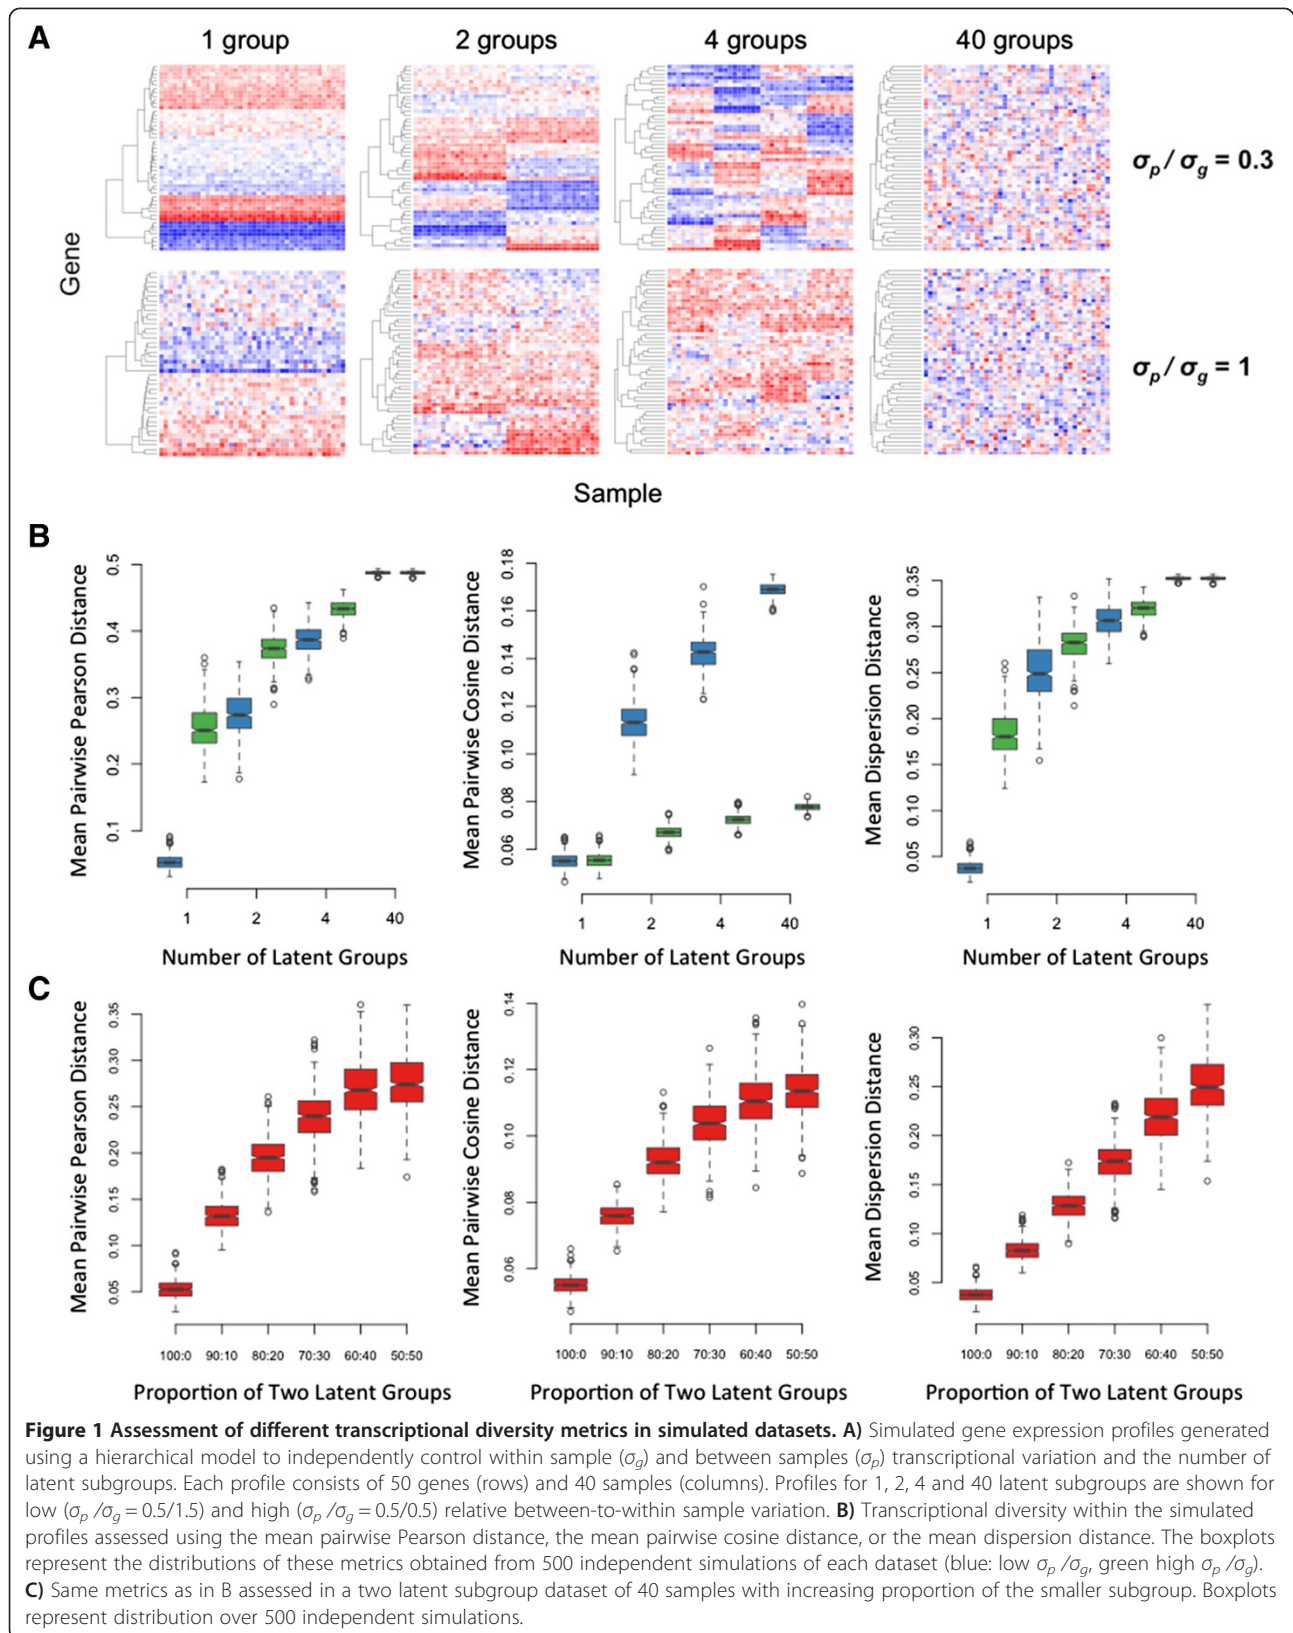 A
1 group 2 groups 4 groups 40 groups
σp / σg = 0.3
Gene
σp / σg = 1
Sample
B
Mean Pairwise Pearson Distance
0.5
0.4
0.3
0.2
0.1
1 2 4 40
Number of Latent Groups
Mean Pairwise Cosine Distance
0.18
0.16
0.14
0.12
0.10
0.08
0.06
1 2 4 40
Number of Latent Groups
Mean Dispersion Distance
0.35
0.30
0.25
0.20
0.15
0.10
0.05
1 2 4 40
Number of Latent Groups
C
Mean Pairwise Pearson Distance
0.35
0.30
0.25
0.20
0.15
0.10
0.05
100:0 90:10 80:20 70:30 60:40 50:50
Proportion of Two Latent Groups
Mean Pairwise Cosine Distance
0.14
0.12
0.10
0.08
0.06
100:0 90:10 80:20 70:30 60:40 50:50
Proportion of Two Latent Groups
Mean Dispersion Distance
0.30
0.25
0.20
0.15
0.10
0.05
100:0 90:10 80:20 70:30 60:40 50:50
Proportion of Two Latent Groups
Figure 1 Assessment of different transcriptional diversity metrics in simulated datasets. A) Simulated gene expression profiles generated
using a hierarchical model to independently control within sample (σg) and between samples (σp) transcriptional variation and the number of
latent subgroups. Each profile consists of 50 genes (rows) and 40 samples (columns). Profiles for 1, 2, 4 and 40 latent subgroups are shown for
low (σp /σg = 0.5/1.5) and high (σp /σg = 0.5/0.5) relative between-to-within sample variation. B) Transcriptional diversity within the simulated
profiles assessed using the mean pairwise Pearson distance, the mean pairwise cosine distance, or the mean dispersion distance. The boxplots
represent the distributions of these metrics obtained from 500 independent simulations of each dataset (blue: low σp /σg, green high σp /σg).
C) Same metrics as in B assessed in a two latent subgroup dataset of 40 samples with increasing proportion of the smaller subgroup. Boxplots
represent distribution over 500 independent simulations.